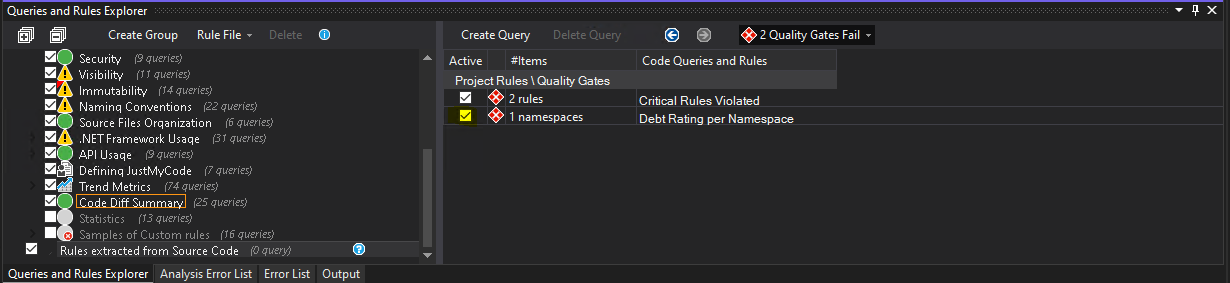 Queries and Rules Explorer
Create Group Rule File Delete
Security (9 queries)
Visibility (11 queries)
Immutability (14 queries)
Naming Conventions (22 queries)
Source Files Organization (6 queries)
.NET Framework Usage (31 queries)
API Usage (9 queries)
Defining JustMyCode (7 queries)
Trend Metrics (74 queries)
Code Diff Summary (25 queries)
Statistics (13 queries)
Samples of Custom rules (16 queries)
Rules extracted from Source Code (0 query)
Create Query Delete Query 2 Quality Gates Fail
Active #Items Code Queries and Rules
Project Rules \ Quality Gates
2 rules Critical Rules Violated
1 namespaces Debt Rating per Namespace
Queries and Rules Explorer Analysis Error List Error List Output